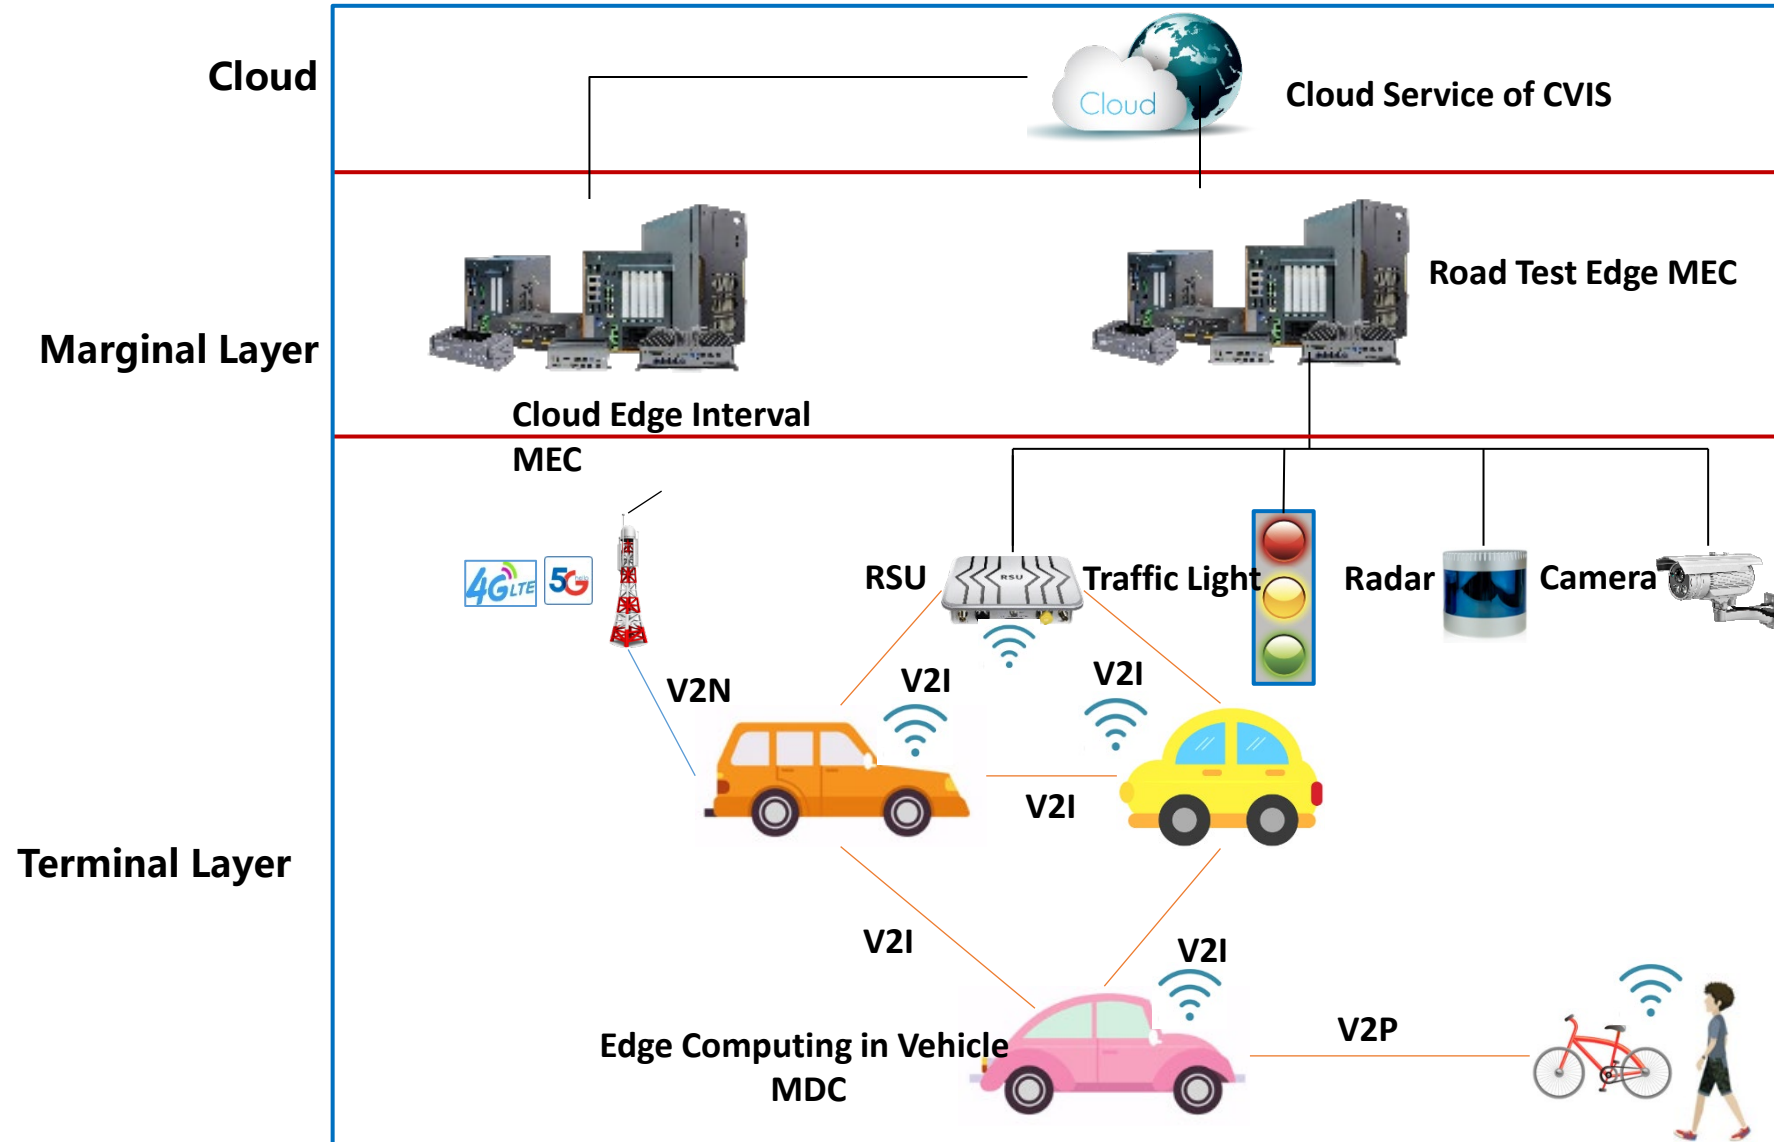 Cloud
Cloud
Cloud Service of CVIS
Road Test Edge MEC
Marginal Layer
Cloud Edge Interval
MEC
4G LTE
5G
RSU
RSU
Traffic Light
Radar
Camera
V2N
V2I
V2I
V2I
Terminal Layer
V2I
V2I
Edge Computing in Vehicle
MDC
V2P